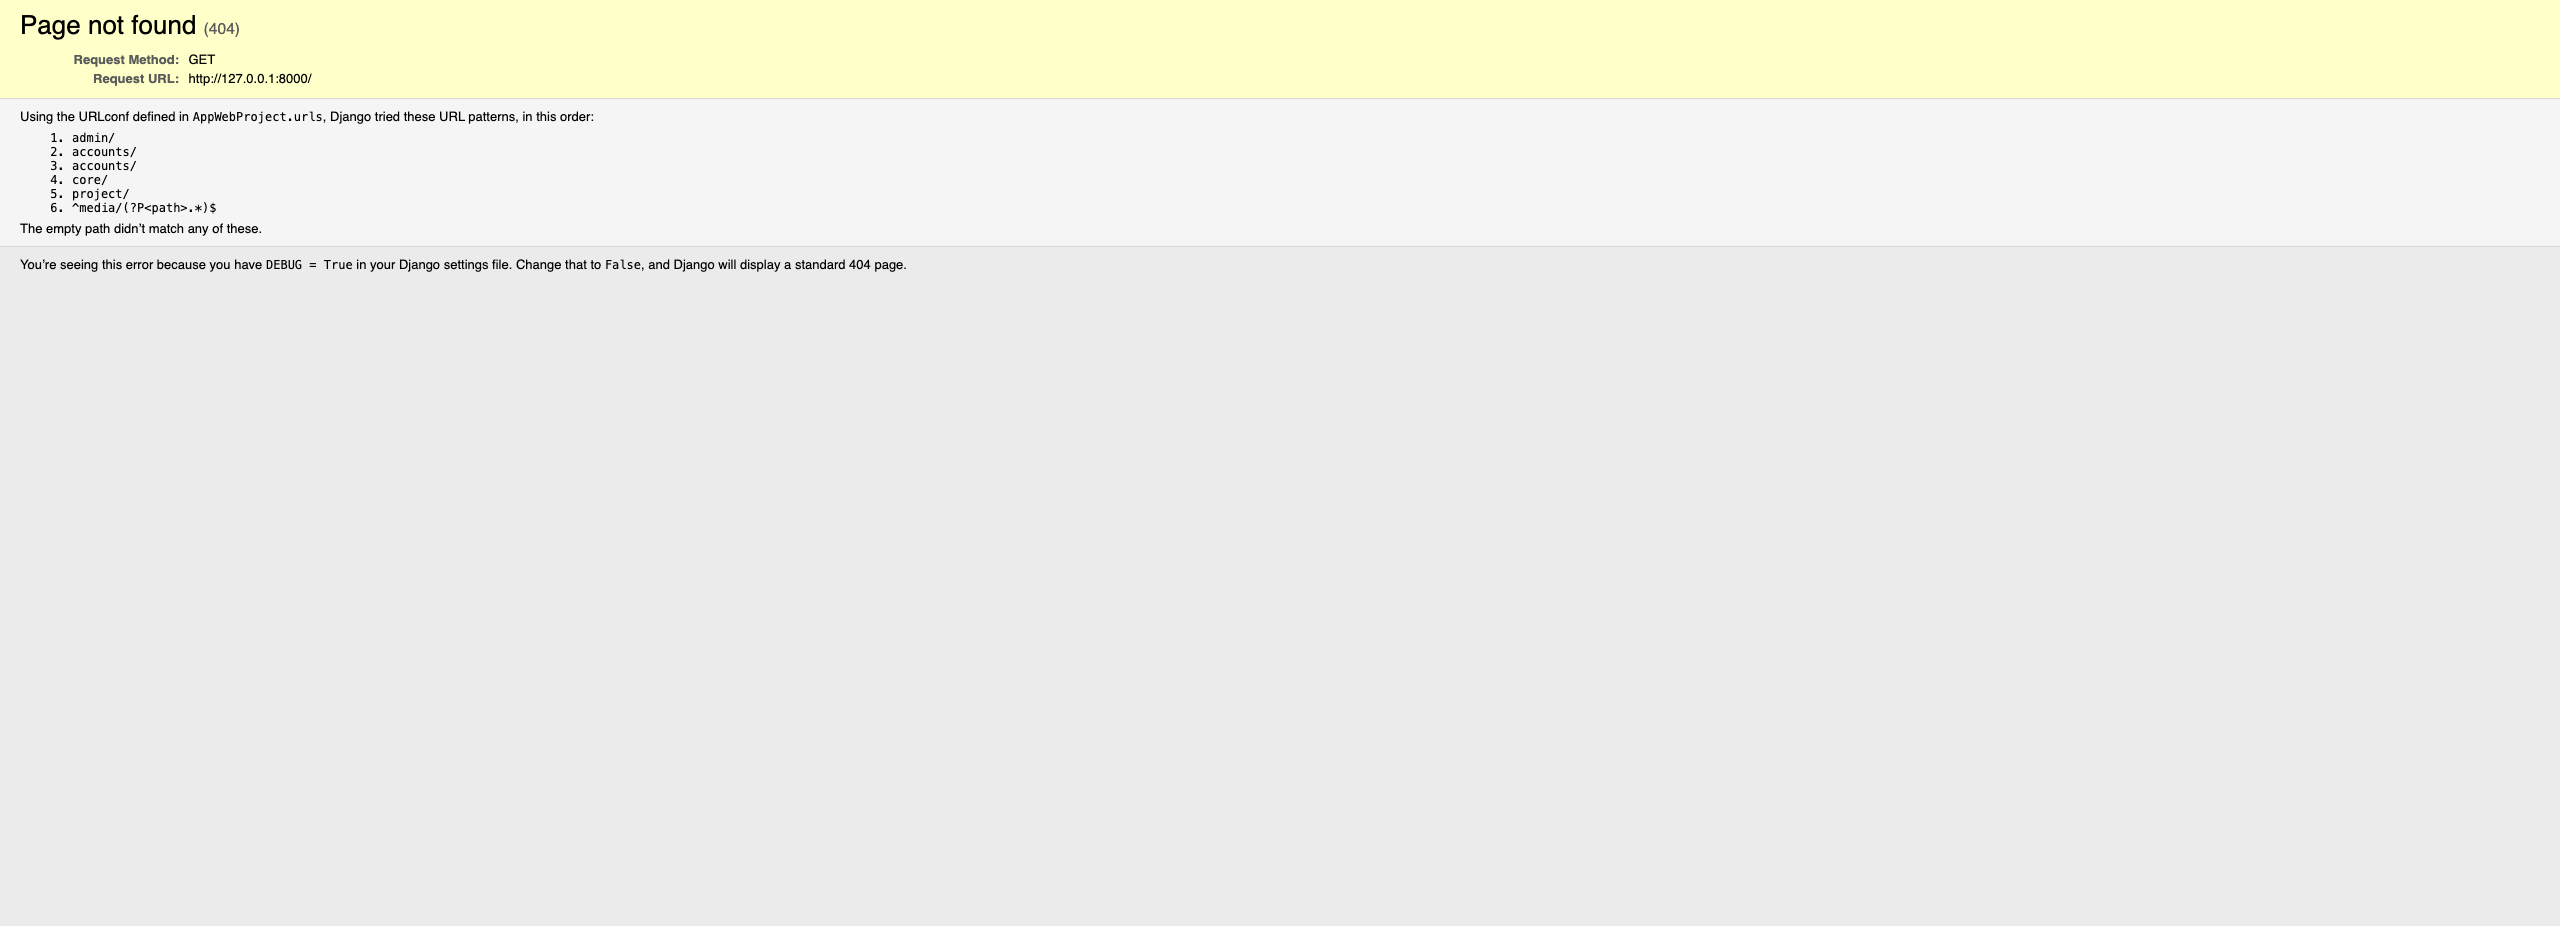 Page not found (404)
Request Method: GET
Request URL: http://127.0.0.1:8000/
Using the URLconf defined in AppWebProject.urls, Django tried these URL patterns, in this order:
1. admin/
2. accounts/
3. accounts/
4. core/
5. project/
6. ^media/(?P<path>.*)$
The empty path didn’t match any of these.
You’re seeing this error because you have DEBUG = True in your Django settings file. Change that to False, and Django will display a standard 404 page.